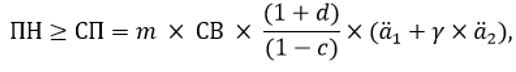 ПН ≥ СП = m × СВ × (1 + d)/(1 − c) × (ä₁ + γ × ä₂),